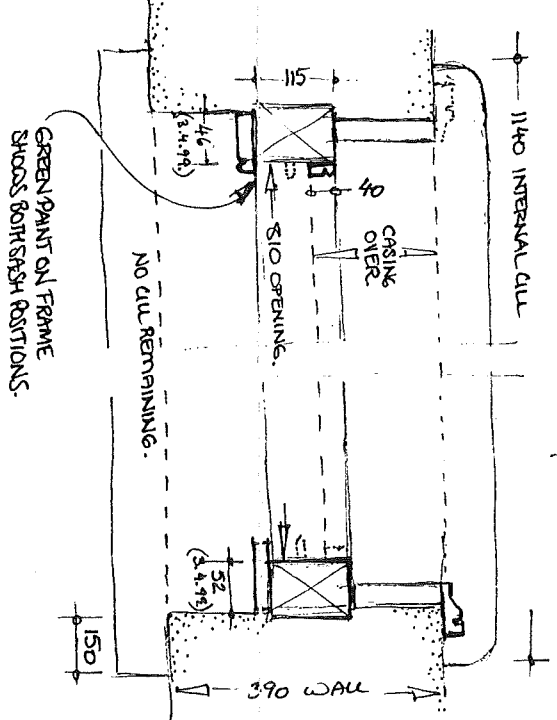 115
46
(3.4.99.)
40
1140 INTERNAL CILL
CASING
OVER
810 OPENING.
GREEN PAINT ON FRAME
SHOWS BOTH SASH POSITIONS.
NO CILL REMAINING.
52
(3.4.99)
150
390 WALL